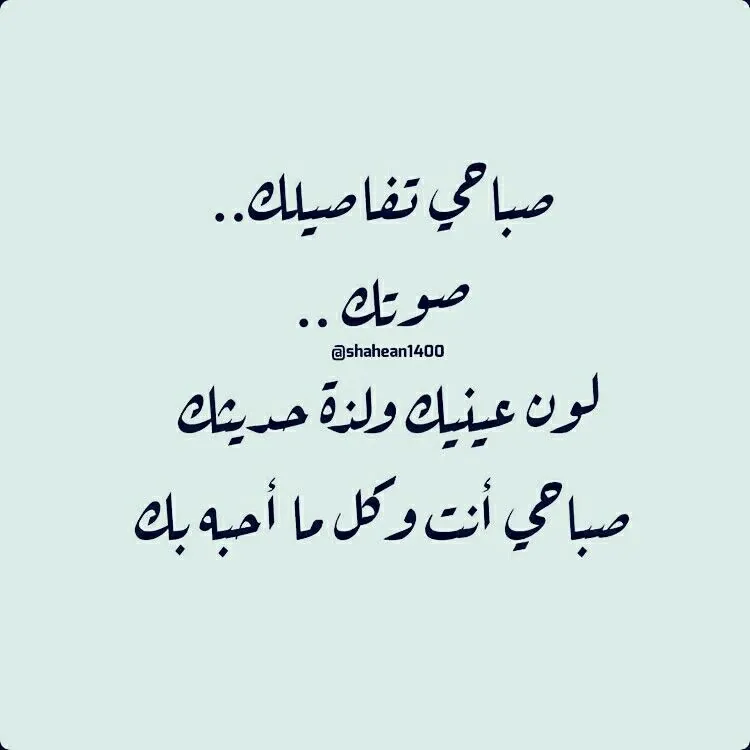 صباحي تفاصيلك..
صوتك ..
@shahean1400
لون عينيك ولذة حديثك
صباحي أنت وكل ما أحبه بك